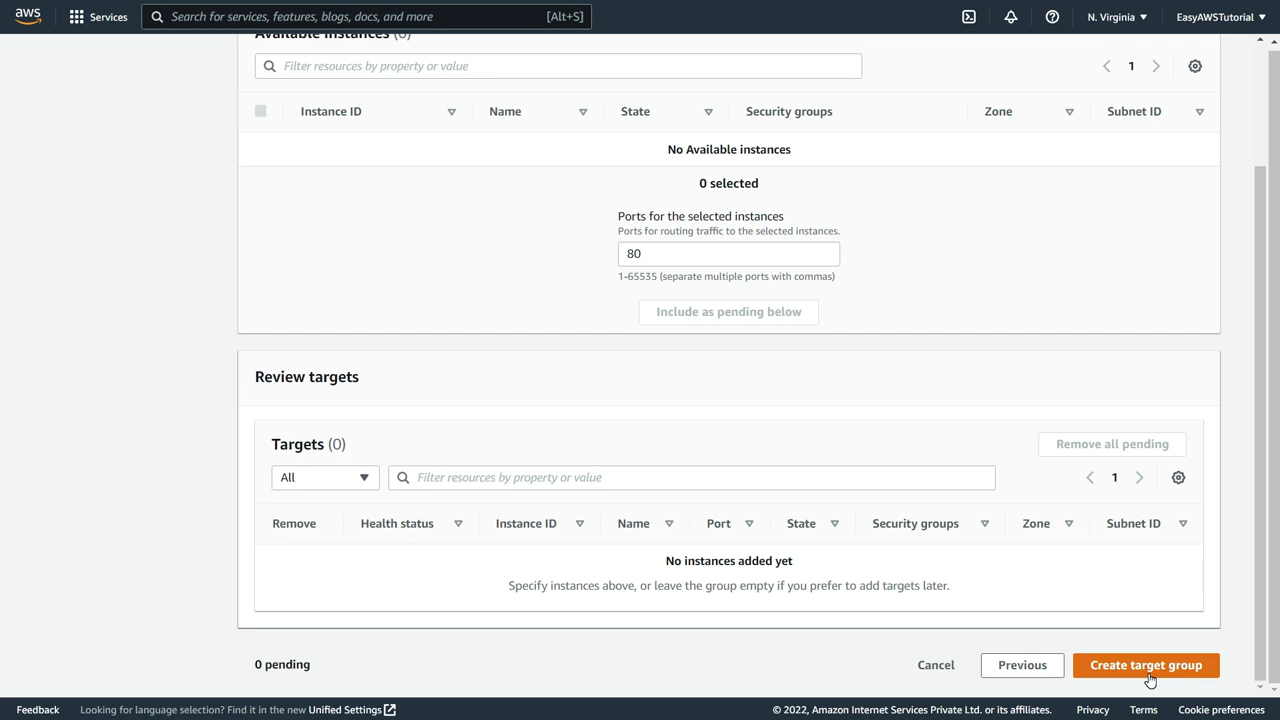 aws
Services
Search for services, features, blogs, docs, and more [Alt+S]
N. Virginia
EasyAWSTutorial
Available instances (0)
Filter resources by property or value
1
Instance ID Name State Security groups Zone Subnet ID
No Available instances
0 selected
Ports for the selected instances
Ports for routing traffic to the selected instances.
80
1-65535 (separate multiple ports with commas)
Include as pending below
Review targets
Targets (0)
Remove all pending
All
Filter resources by property or value
1
Remove Health status Instance ID Name Port State Security groups Zone Subnet ID
No instances added yet
Specify instances above, or leave the group empty if you prefer to add targets later.
0 pending
Cancel
Previous
Create target group
Feedback
Looking for language selection? Find it in the new Unified Settings
© 2022, Amazon Internet Services Private Ltd. or its affiliates.
Privacy
Terms
Cookie preferences